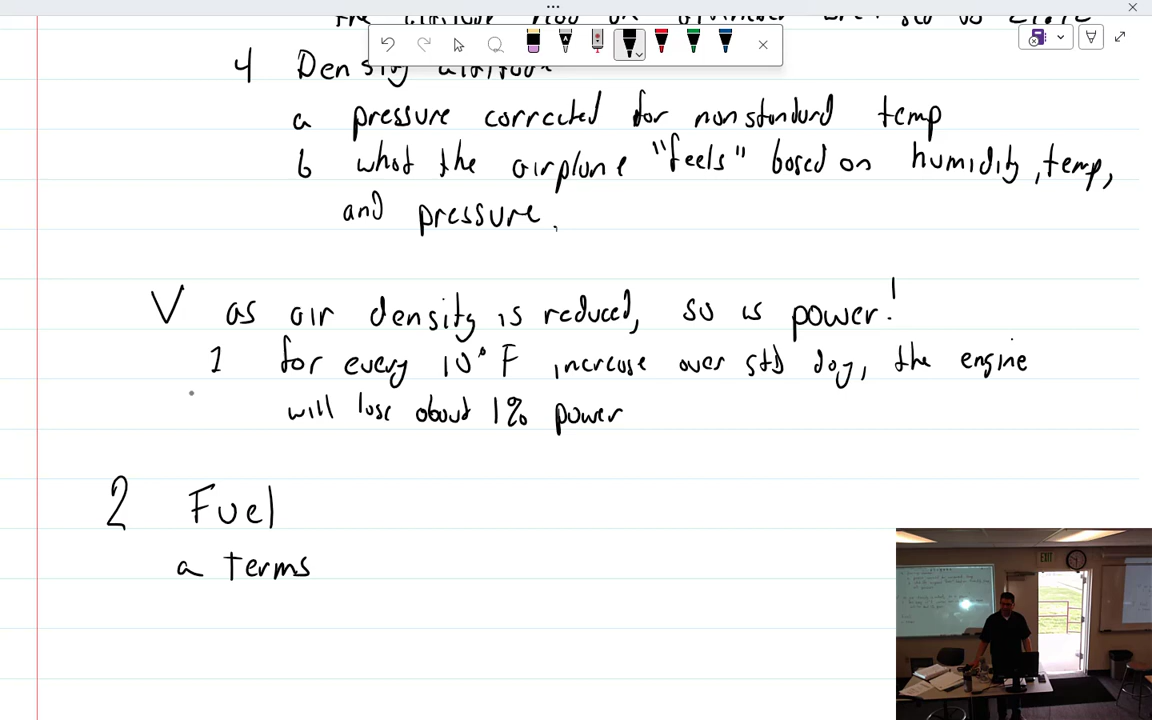 4 Density altitude
a pressure corrected for nonstandard temp
b what the airplane "feels" based on humidity, temp,
and pressure.
V as air density is reduced, so is power!
1 for every 10° F increase over std day, the engine
will lose about 1% power
2 Fuel
a terms
EXIT